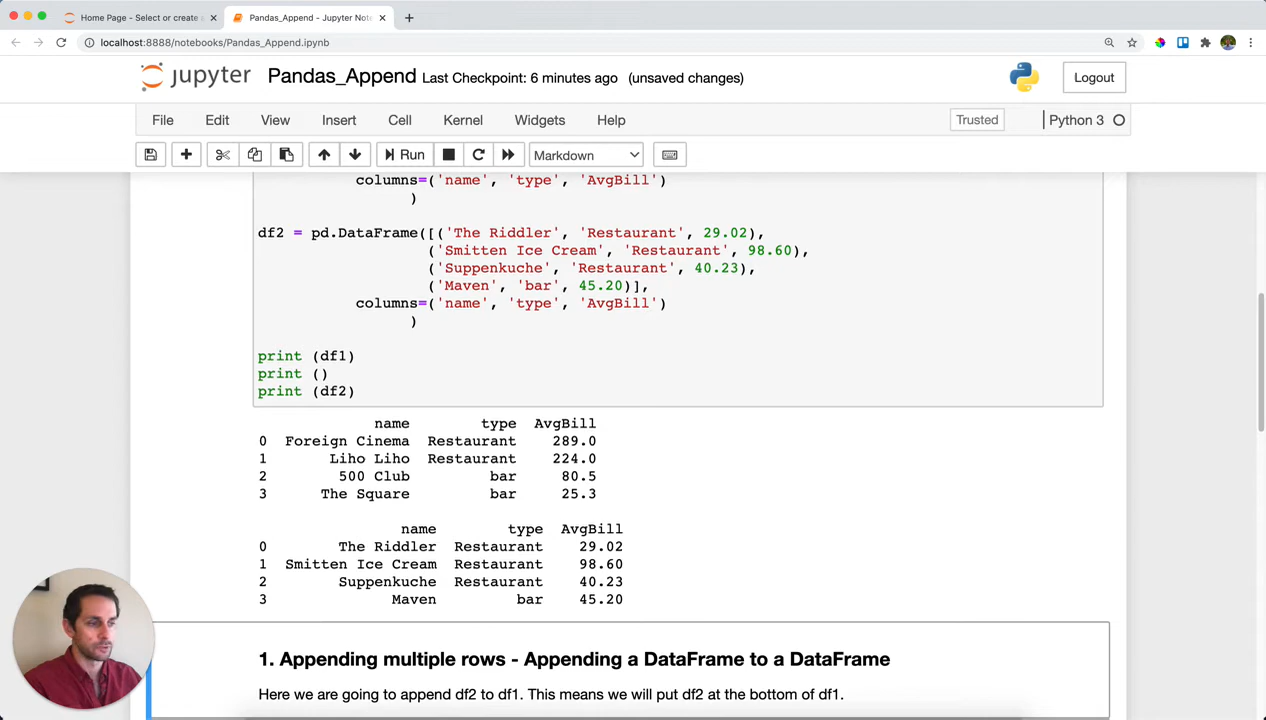 Home Page - Select or create a
Pandas_Append - Jupyter Note
localhost:8888/notebooks/Pandas_Append.ipynb
jupyter Pandas_Append Last Checkpoint: 6 minutes ago (unsaved changes)
Logout
File Edit View Insert Cell Kernel Widgets Help
Trusted
Python 3
Run
Markdown
columns=('name', 'type', 'AvgBill')
)
df2 = pd.DataFrame([('The Riddler', 'Restaurant', 29.02),
('Smitten Ice Cream', 'Restaurant', 98.60),
('Suppenkuche', 'Restaurant', 40.23),
('Maven', 'bar', 45.20)],
columns=('name', 'type', 'AvgBill')
)
print (df1)
print ()
print (df2)
name type AvgBill
0 Foreign Cinema Restaurant 289.0
1 Liho Liho Restaurant 224.0
2 500 Club bar 80.5
3 The Square bar 25.3
name type AvgBill
0 The Riddler Restaurant 29.02
1 Smitten Ice Cream Restaurant 98.60
2 Suppenkuche Restaurant 40.23
3 Maven bar 45.20
1. Appending multiple rows - Appending a DataFrame to a DataFrame
Here we are going to append df2 to df1. This means we will put df2 at the bottom of df1.